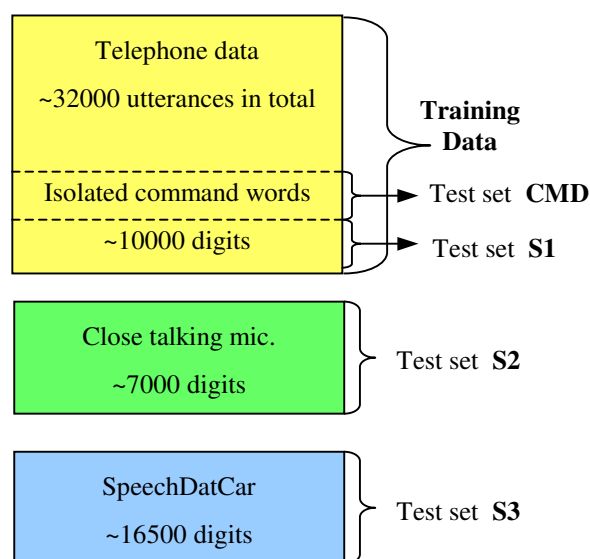 Telephone data
~32000 utterances in total
Training
Data
Isolated command words
Test set CMD
~10000 digits
Test set S1
Close talking mic.
~7000 digits
Test set S2
SpeechDatCar
~16500 digits
Test set S3